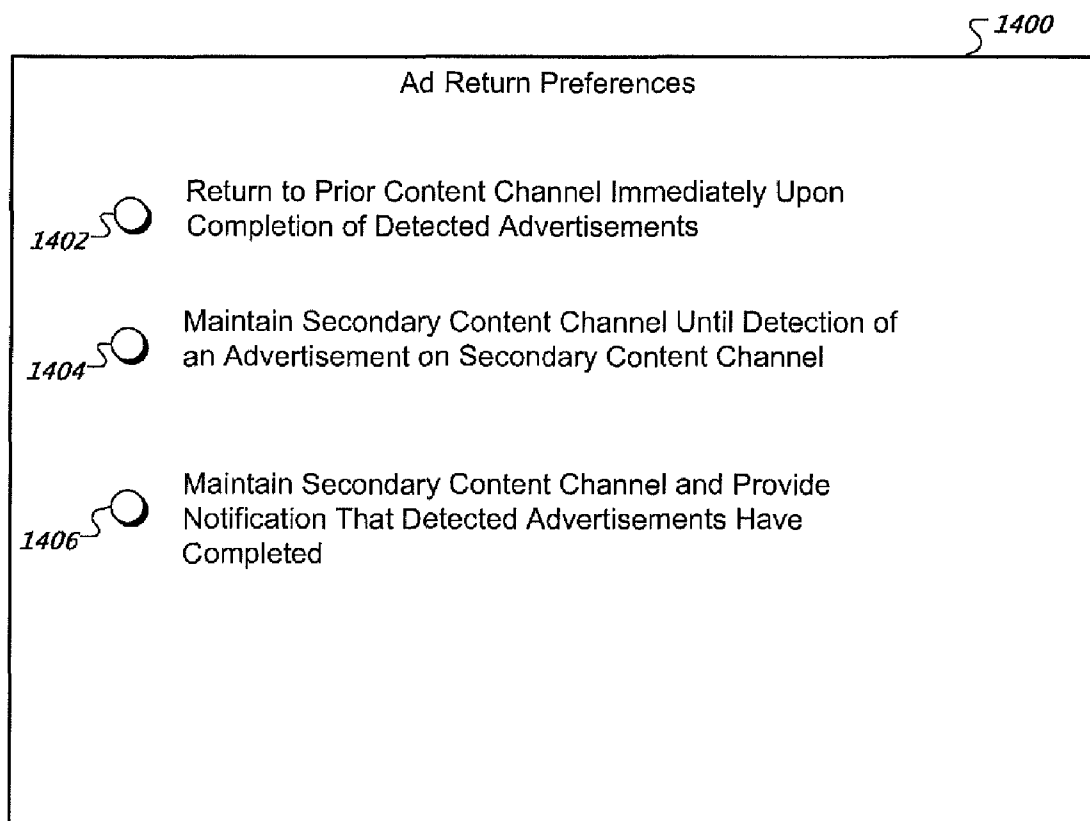 1400
Ad Return Preferences
Return to Prior Content Channel Immediately Upon
Completion of Detected Advertisements
1402
Maintain Secondary Content Channel Until Detection of
an Advertisement on Secondary Content Channel
1404
Maintain Secondary Content Channel and Provide
Notification That Detected Advertisements Have
Completed
1406